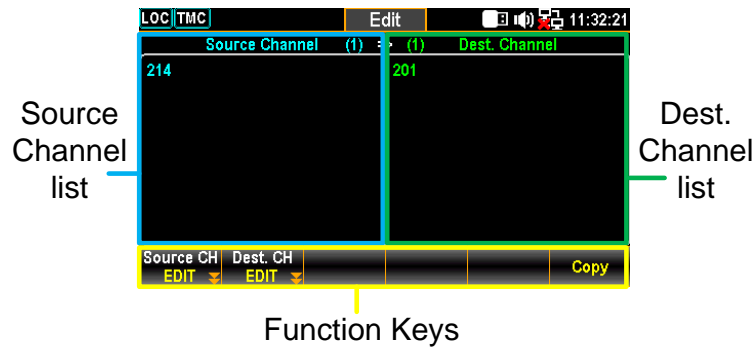 LOC TMC Edit 11:32:21
Source Channel (1) => (1) Dest. Channel
214 201
Source
Channel
list
Dest.
Channel
list
Source CH Dest. CH
EDIT EDIT Copy
Function Keys